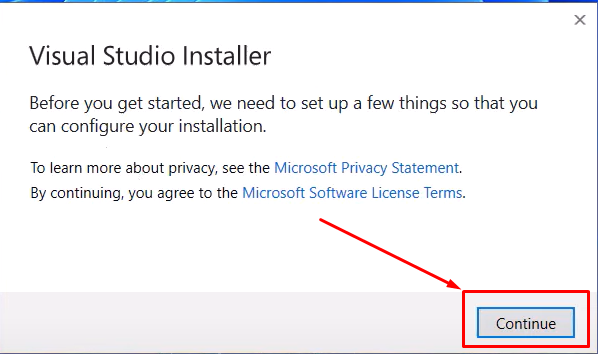 Visual Studio Installer
Before you get started, we need to set up a few things so that you
can configure your installation.
To learn more about privacy, see the Microsoft Privacy Statement.
By continuing, you agree to the Microsoft Software License Terms.
Continue